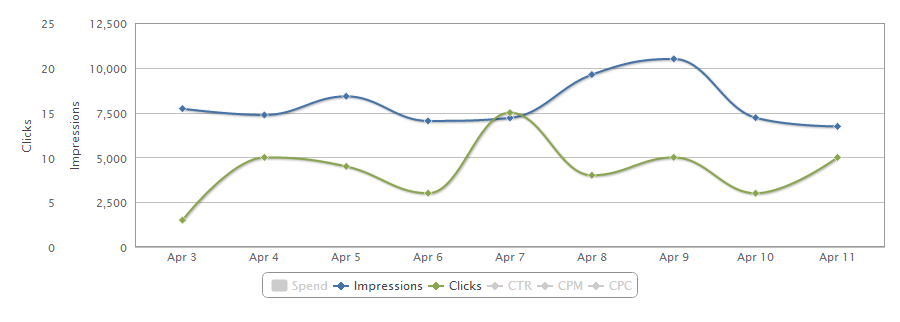 25 12,500
20 10,000
15 7,500
10 5,000
5 2,500
0 0
Clicks
Impressions
Apr 3 Apr 4 Apr 5 Apr 6 Apr 7 Apr 8 Apr 9 Apr 10 Apr 11
Spend Impressions Clicks CTR CPM CPC